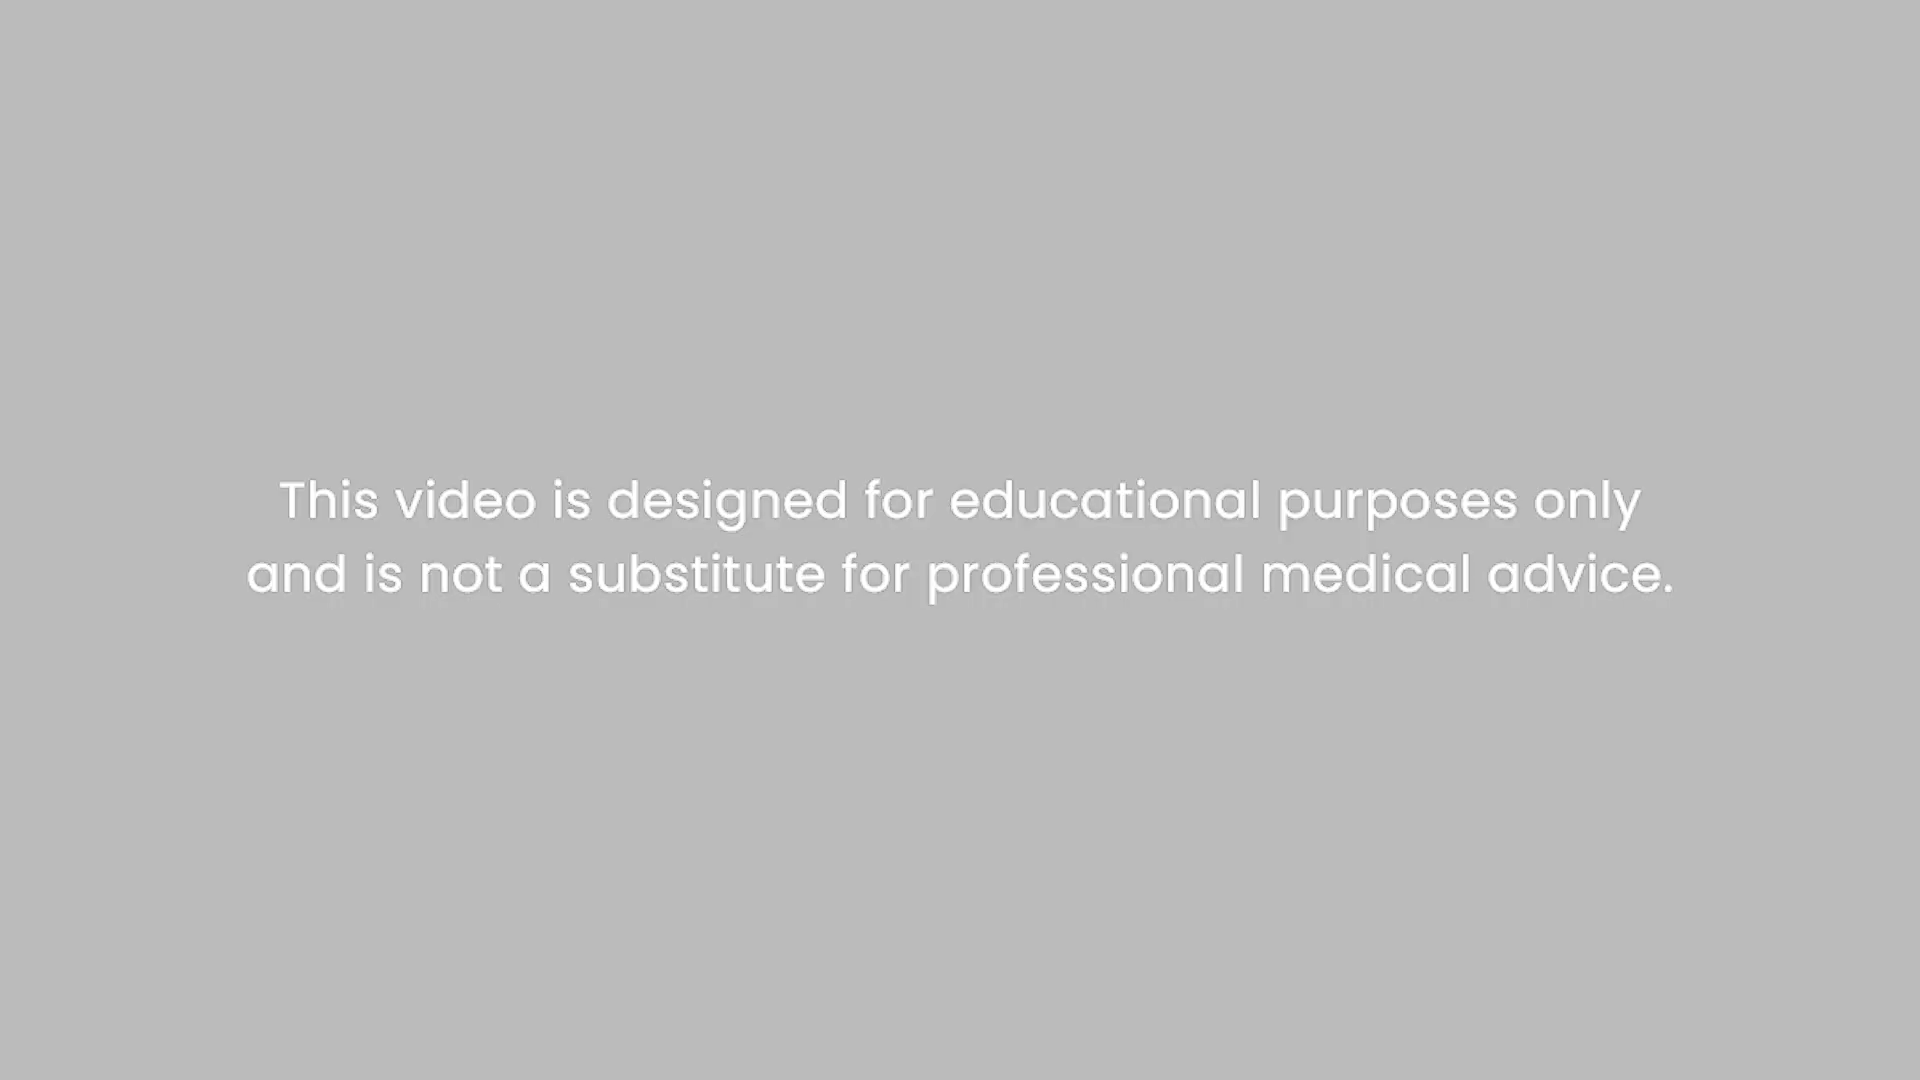 This video is designed for educational purposes only
and is not a substitute for professional medical advice.